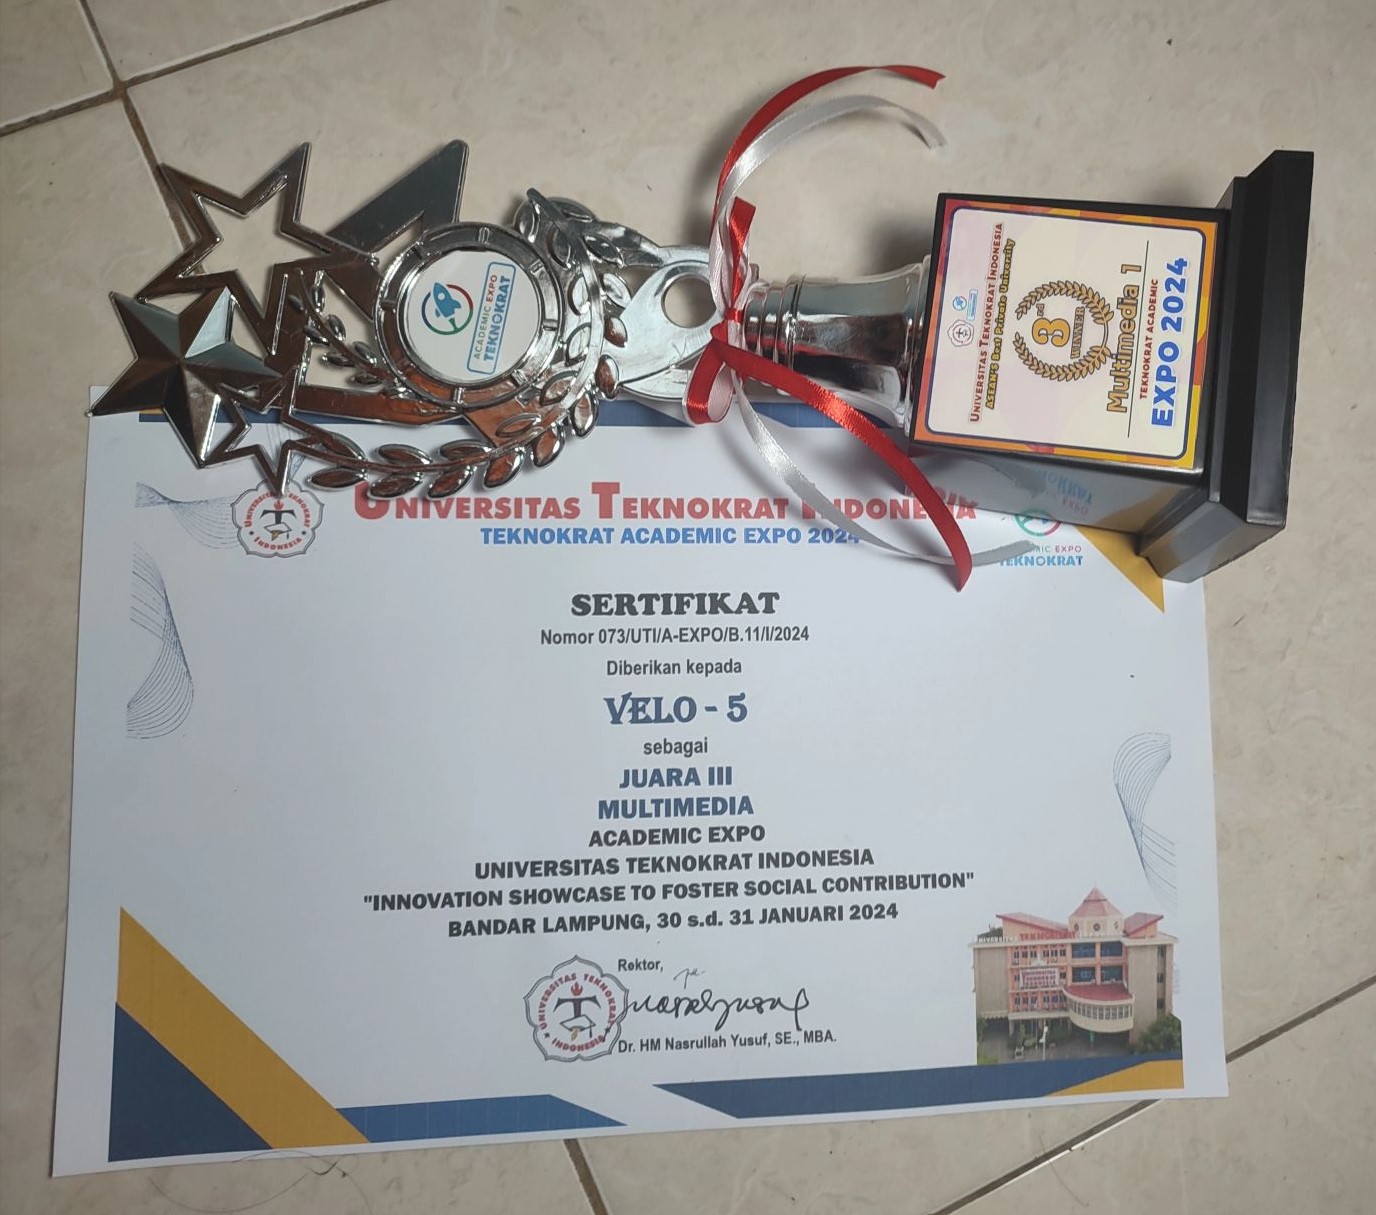 ACADEMIC EXPO
TEKNOKRAT
UNIVERSITAS TEKNOKRAT INDONESIA
ASEAN'S Best Private University
3rd
WINNER
Multimedia 1
TEKNOKRAT ACADEMIC
EXPO 2024
UNIVERSITAS TEKNOKRAT INDONESIA
TEKNOKRAT ACADEMIC EXPO 2024
EXPO
TEKNOKRAT
INDONESIA
SERTIFIKAT
Nomor 073/UTI/A-EXPO/B.11/I/2024
Diberikan kepada
VELO - 5
sebagai
JUARA III
MULTIMEDIA
ACADEMIC EXPO
UNIVERSITAS TEKNOKRAT INDONESIA
"INNOVATION SHOWCASE TO FOSTER SOCIAL CONTRIBUTION"
BANDAR LAMPUNG, 30 s.d. 31 JANUARI 2024
Rektor,
UNIVERSITAS TEKNOKRAT
INDONESIA
Dr. HM Nasrullah Yusuf, SE., MBA.